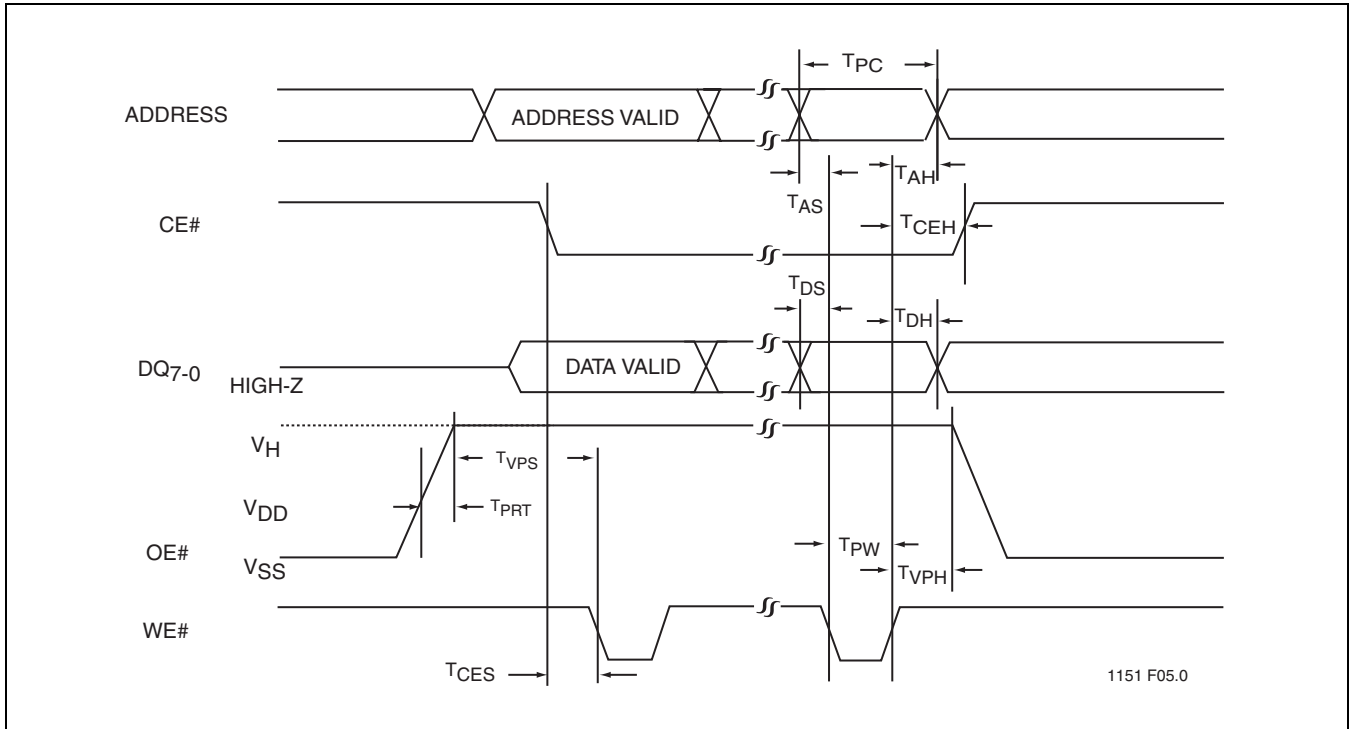 TPC
ADDRESS
ADDRESS VALID
TAH
TAS
CE#
TCEH
TDS
TDH
DQ7-0
DATA VALID
HIGH-Z
VH
TVPS
VDD
TPRT
OE#
TPW
VSS
TVPH
WE#
TCES
1151 F05.0